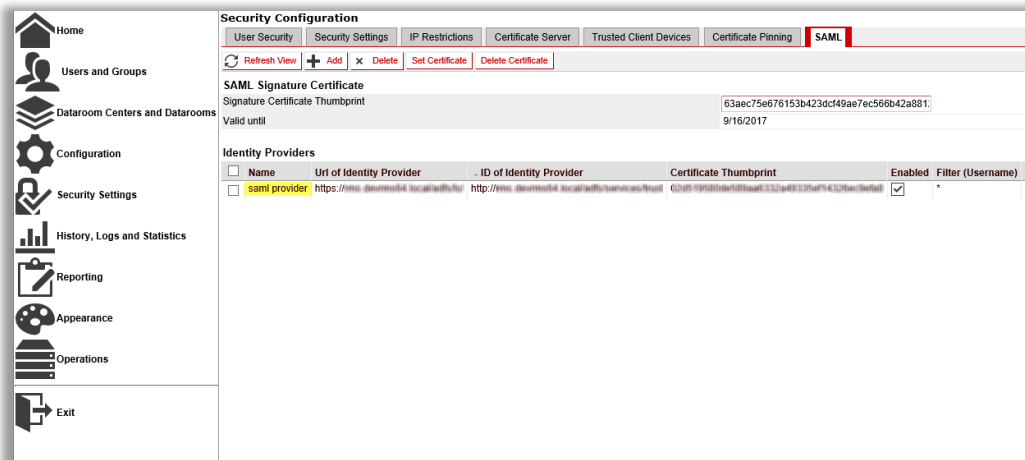 Security Configuration
Home
User Security Security Settings IP Restrictions Certificate Server Trusted Client Devices Certificate Pinning SAML
Refresh View Add Delete Set Certificate Delete Certificate
Users and Groups
SAML Signature Certificate
Signature Certificate Thumbprint 63aec75e676153b423dcf49ae7ec566b42a881:
Dataroom Centers and Datarooms
Valid until 9/16/2017
Configuration
Identity Providers
Name Url of Identity Provider ID of Identity Provider Certificate Thumbprint Enabled Filter (Username)
saml provider https:// http:// *
Security Settings
History, Logs and Statistics
Reporting
Appearance
Operations
Exit